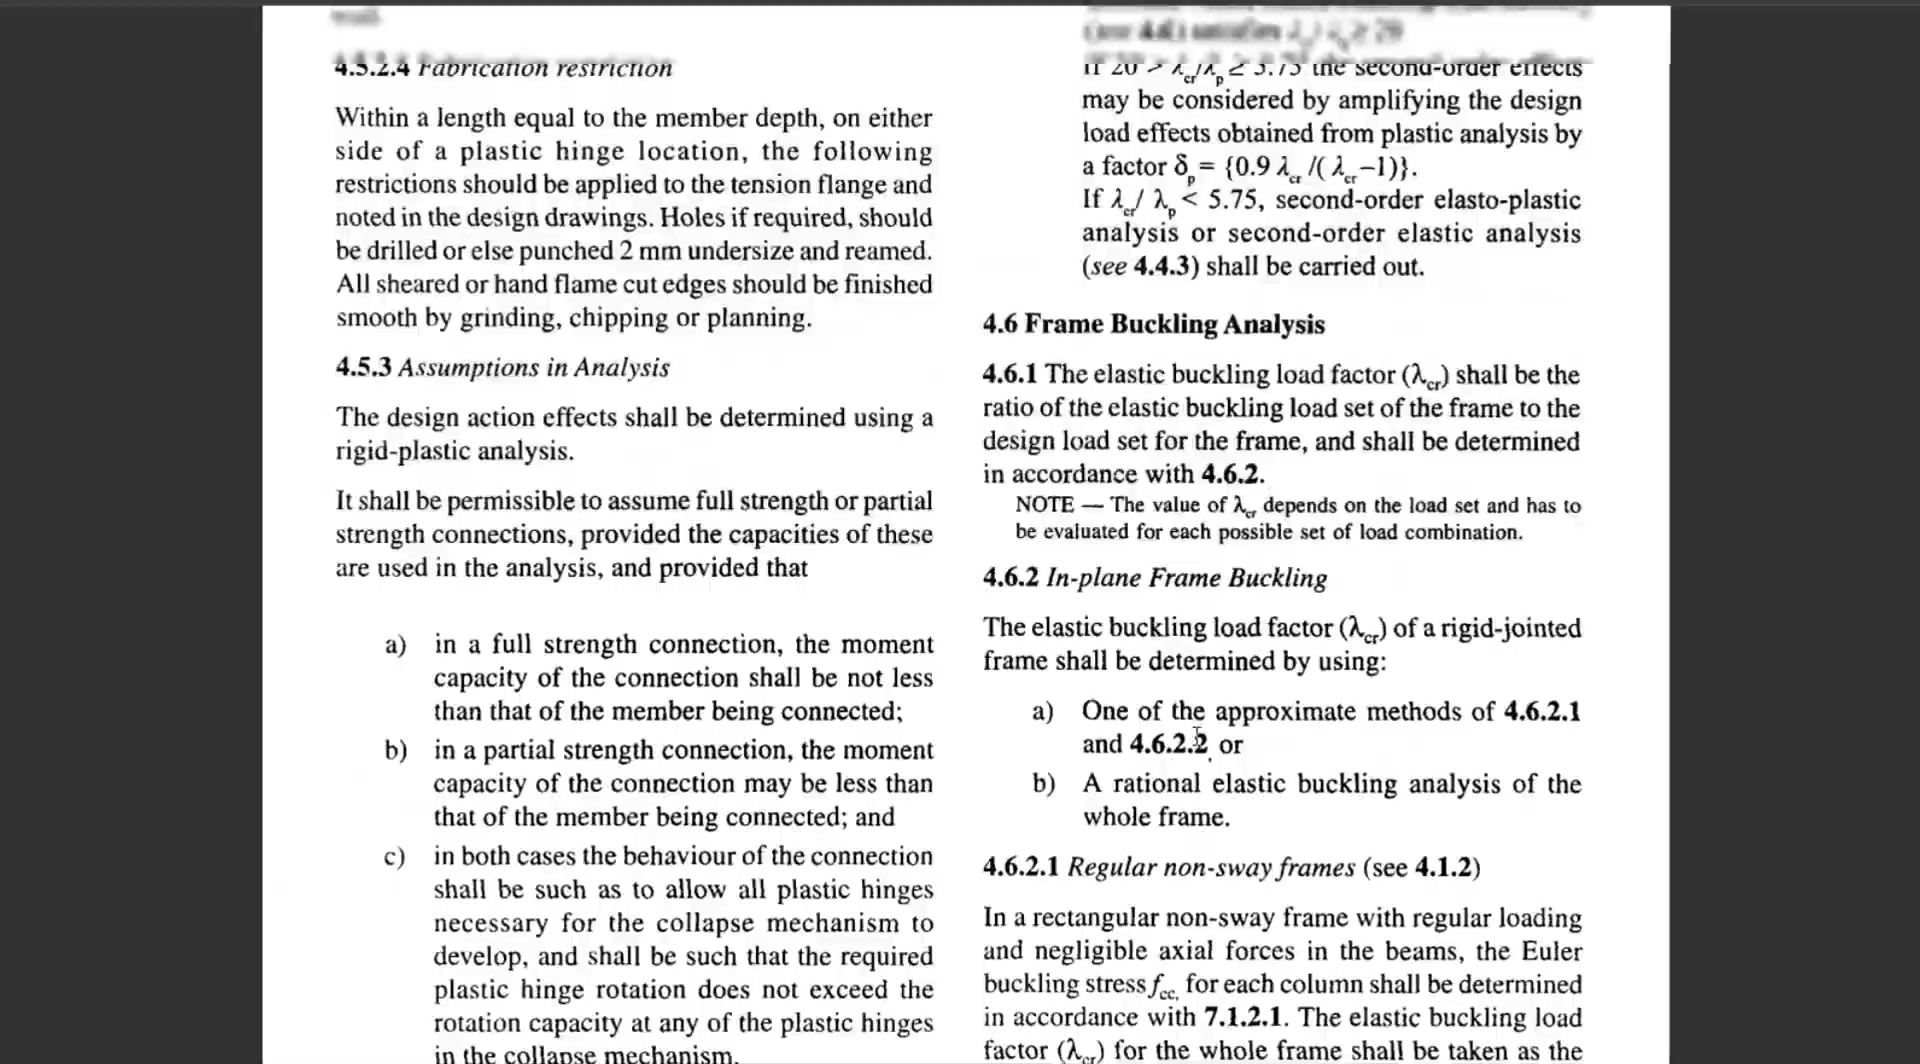 4.5.2.4 Fabrication restriction
Within a length equal to the member depth, on either
side of a plastic hinge location, the following
restrictions should be applied to the tension flange and
noted in the design drawings. Holes if required, should
be drilled or else punched 2 mm undersize and reamed.
All sheared or hand flame cut edges should be finished
smooth by grinding, chipping or planning.
4.5.3 Assumptions in Analysis
The design action effects shall be determined using a
rigid-plastic analysis.
It shall be permissible to assume full strength or partial
strength connections, provided the capacities of these
are used in the analysis, and provided that
a) in a full strength connection, the moment
capacity of the connection shall be not less
than that of the member being connected;
b) in a partial strength connection, the moment
capacity of the connection may be less than
that of the member being connected; and
c) in both cases the behaviour of the connection
shall be such as to allow all plastic hinges
necessary for the collapse mechanism to
develop, and shall be such that the required
plastic hinge rotation does not exceed the
rotation capacity at any of the plastic hinges
in the collapse mechanism.
If 20 > λcr/λp ≥ 5.75 the second-order effects
may be considered by amplifying the design
load effects obtained from plastic analysis by
a factor δp = {0.9 λcr /( λcr −1)}.
If λcr/ λp < 5.75, second-order elasto-plastic
analysis or second-order elastic analysis
(see 4.4.3) shall be carried out.
4.6 Frame Buckling Analysis
4.6.1 The elastic buckling load factor (λcr) shall be the
ratio of the elastic buckling load set of the frame to the
design load set for the frame, and shall be determined
in accordance with 4.6.2.
NOTE — The value of λcr depends on the load set and has to
be evaluated for each possible set of load combination.
4.6.2 In-plane Frame Buckling
The elastic buckling load factor (λcr) of a rigid-jointed
frame shall be determined by using:
a) One of the approximate methods of 4.6.2.1
and 4.6.2.2, or
b) A rational elastic buckling analysis of the
whole frame.
4.6.2.1 Regular non-sway frames (see 4.1.2)
In a rectangular non-sway frame with regular loading
and negligible axial forces in the beams, the Euler
buckling stress fcc, for each column shall be determined
in accordance with 7.1.2.1. The elastic buckling load
factor (λcr) for the whole frame shall be taken as the